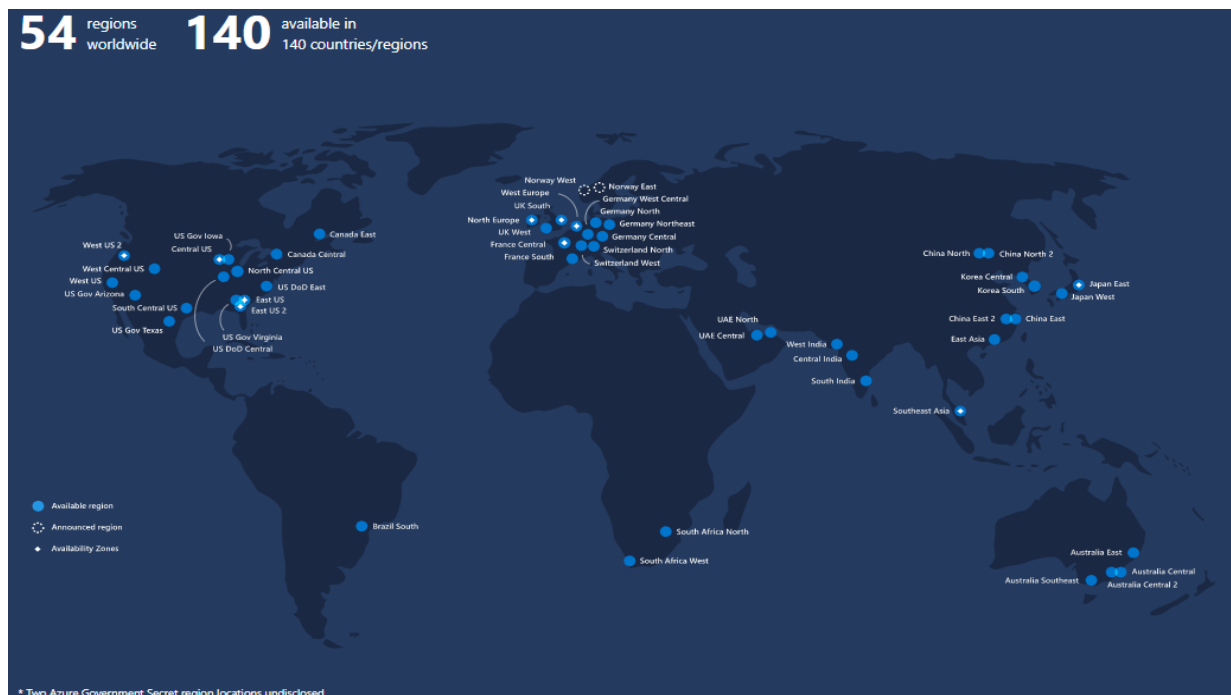 54 regions worldwide
140 available in 140 countries/regions
Norway West
Norway East
West Europe
Germany West Central
UK South
Germany North
North Europe
Germany Northeast
UK West
Germany Central
France Central
Switzerland North
France South
Switzerland West
US Gov Iowa
Canada East
West US 2
Central US
Canada Central
West Central US
North Central US
West US
US DoD East
US Gov Arizona
South Central US
East US
East US 2
US Gov Texas
US Gov Virginia
US DoD Central
China North
China North 2
Korea Central
Korea South
Japan East
Japan West
UAE North
UAE Central
China East 2
China East
West India
East Asia
Central India
South India
Southeast Asia
Available region
Announced region
Availability Zones
Brazil South
South Africa North
South Africa West
Australia East
Australia Central
Australia Southeast
Australia Central 2
* Two Azure Government Secret region locations undisclosed